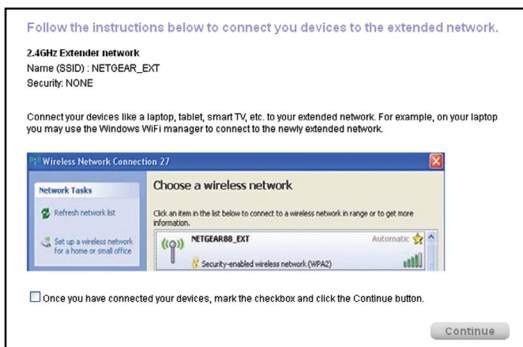 Follow the instructions below to connect you devices to the extended network.
2.4GHz Extender network
Name (SSID) : NETGEAR_EXT
Security: NONE
Connect your devices like a laptop, tablet, smart TV, etc. to your extended network. For example, on your laptop
you may use the Windows WiFi manager to connect to the newly extended network.
Wireless Network Connection 27
Network Tasks
Refresh network list
Set up a wireless network
for a home or small office
Choose a wireless network
Click an item in the list below to connect to a wireless network in range or to get more
information.
NETGEAR88_EXT
Automatic
Security-enabled wireless network (WPA2)
Once you have connected your devices, mark the checkbox and click the Continue button.
Continue